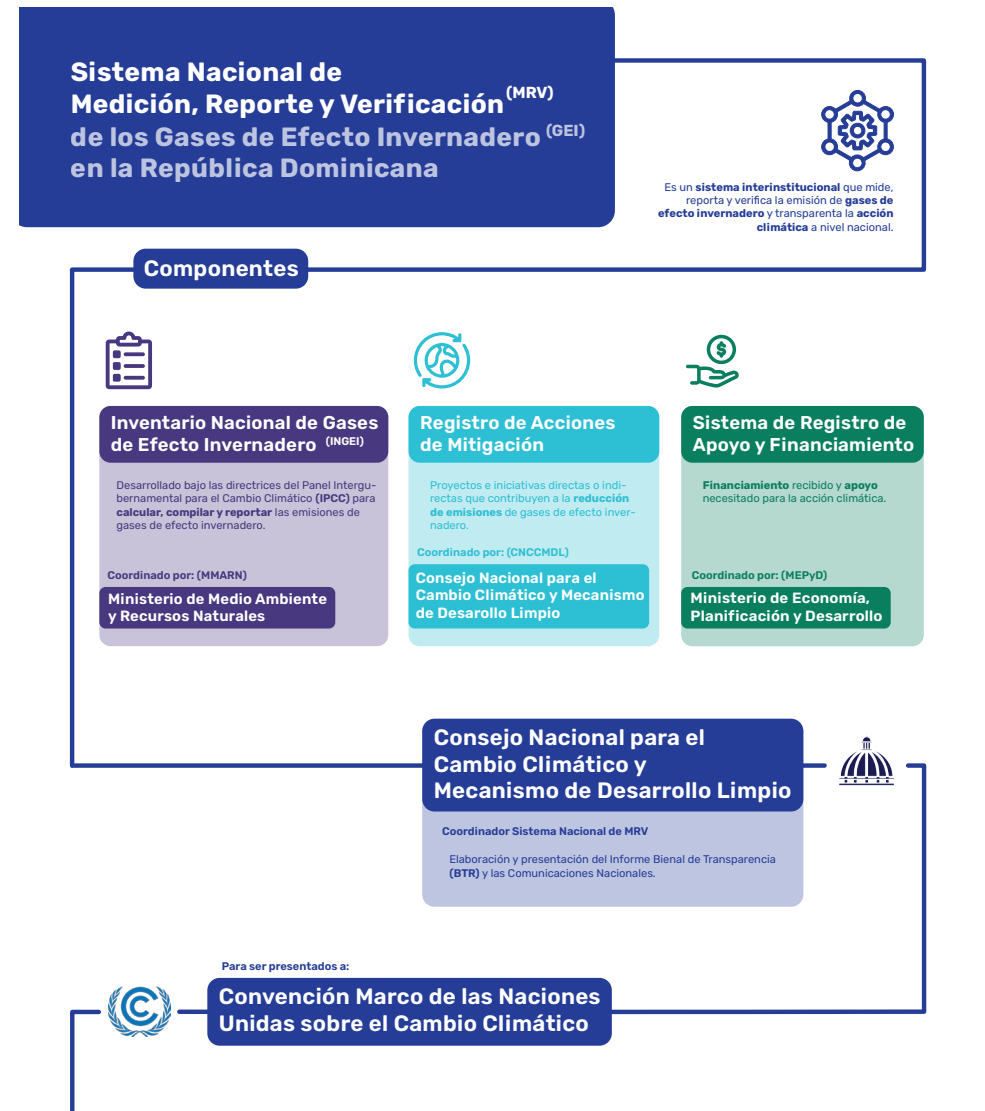 Sistema Nacional de
Medición, Reporte y Verificación (MRV)
de los Gases de Efecto Invernadero (GEI)
en la República Dominicana
Es un sistema interinstitucional que mide,
reporta y verifica la emisión de gases de
efecto invernadero y transparenta la acción
climática a nivel nacional.
Componentes
Inventario Nacional de Gases
de Efecto Invernadero (INGEI)
Desarrollado bajo las directrices del Panel Intergu-
bernamental para el Cambio Climático (IPCC) para
calcular, compilar y reportar las emisiones de
gases de efecto invernadero.
Coordinado por: (MMARN)
Ministerio de Medio Ambiente
y Recursos Naturales
Registro de Acciones
de Mitigación
Proyectos e iniciativas directas o indi-
rectas que contribuyen a la reducción
de emisiones de gases de efecto inver-
nadero.
Coordinado por: (CNCCMDL)
Consejo Nacional para el
Cambio Climático y Mecanismo
de Desarollo Limpio
$
Sistema de Registro de
Apoyo y Financiamiento
Financiamiento recibido y apoyo
necesitado para la acción climática.
Coordinado por: (MEPyD)
Ministerio de Economía,
Planificación y Desarrollo
Consejo Nacional para el
Cambio Climático y
Mecanismo de Desarrollo Limpio
Coordinador Sistema Nacional de MRV
Elaboración y presentación del Informe Bienal de Transparencia
(BTR) y las Comunicaciones Nacionales.
Para ser presentados a:
Convención Marco de las Naciones
Unidas sobre el Cambio Climático